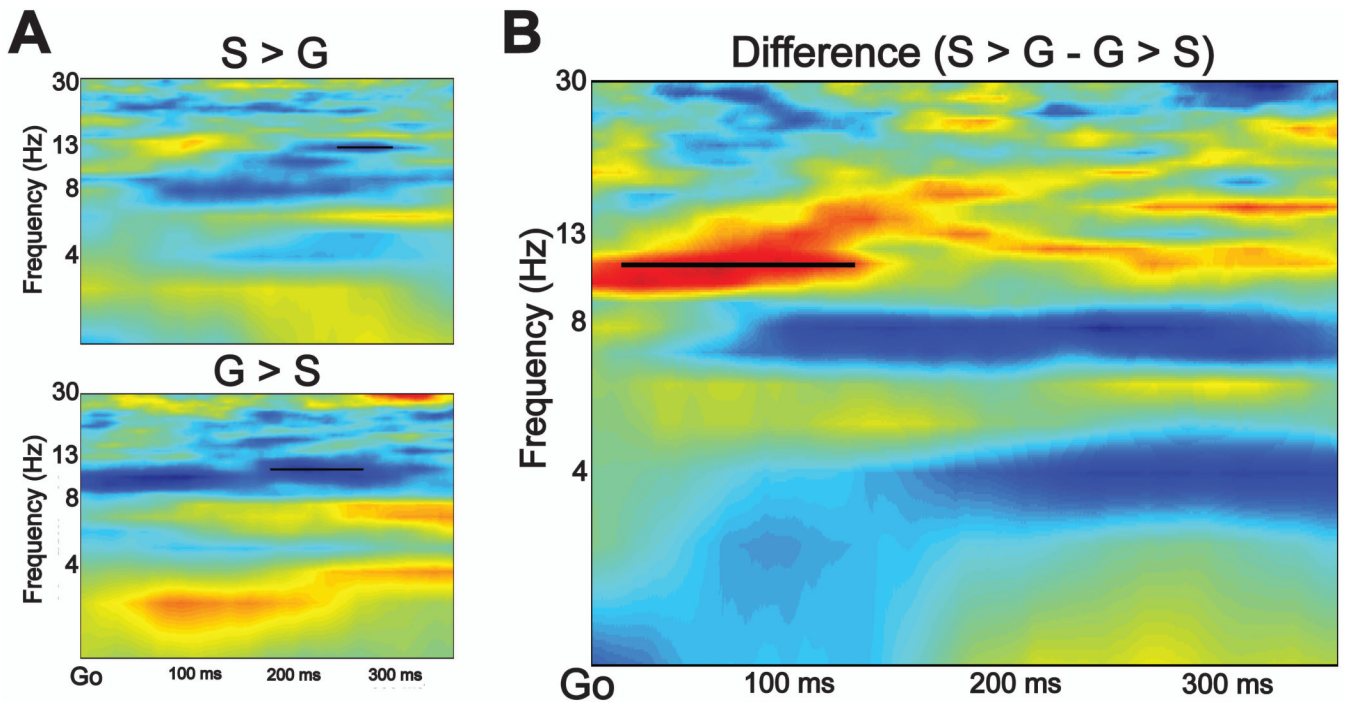 A
S > G
30
13
8
4
Frequency (Hz)
G > S
30
13
8
4
Frequency (Hz)
Go
100 ms
200 ms
300 ms
B
Difference (S > G - G > S)
30
13
8
4
Frequency (Hz)
Go
100 ms
200 ms
300 ms